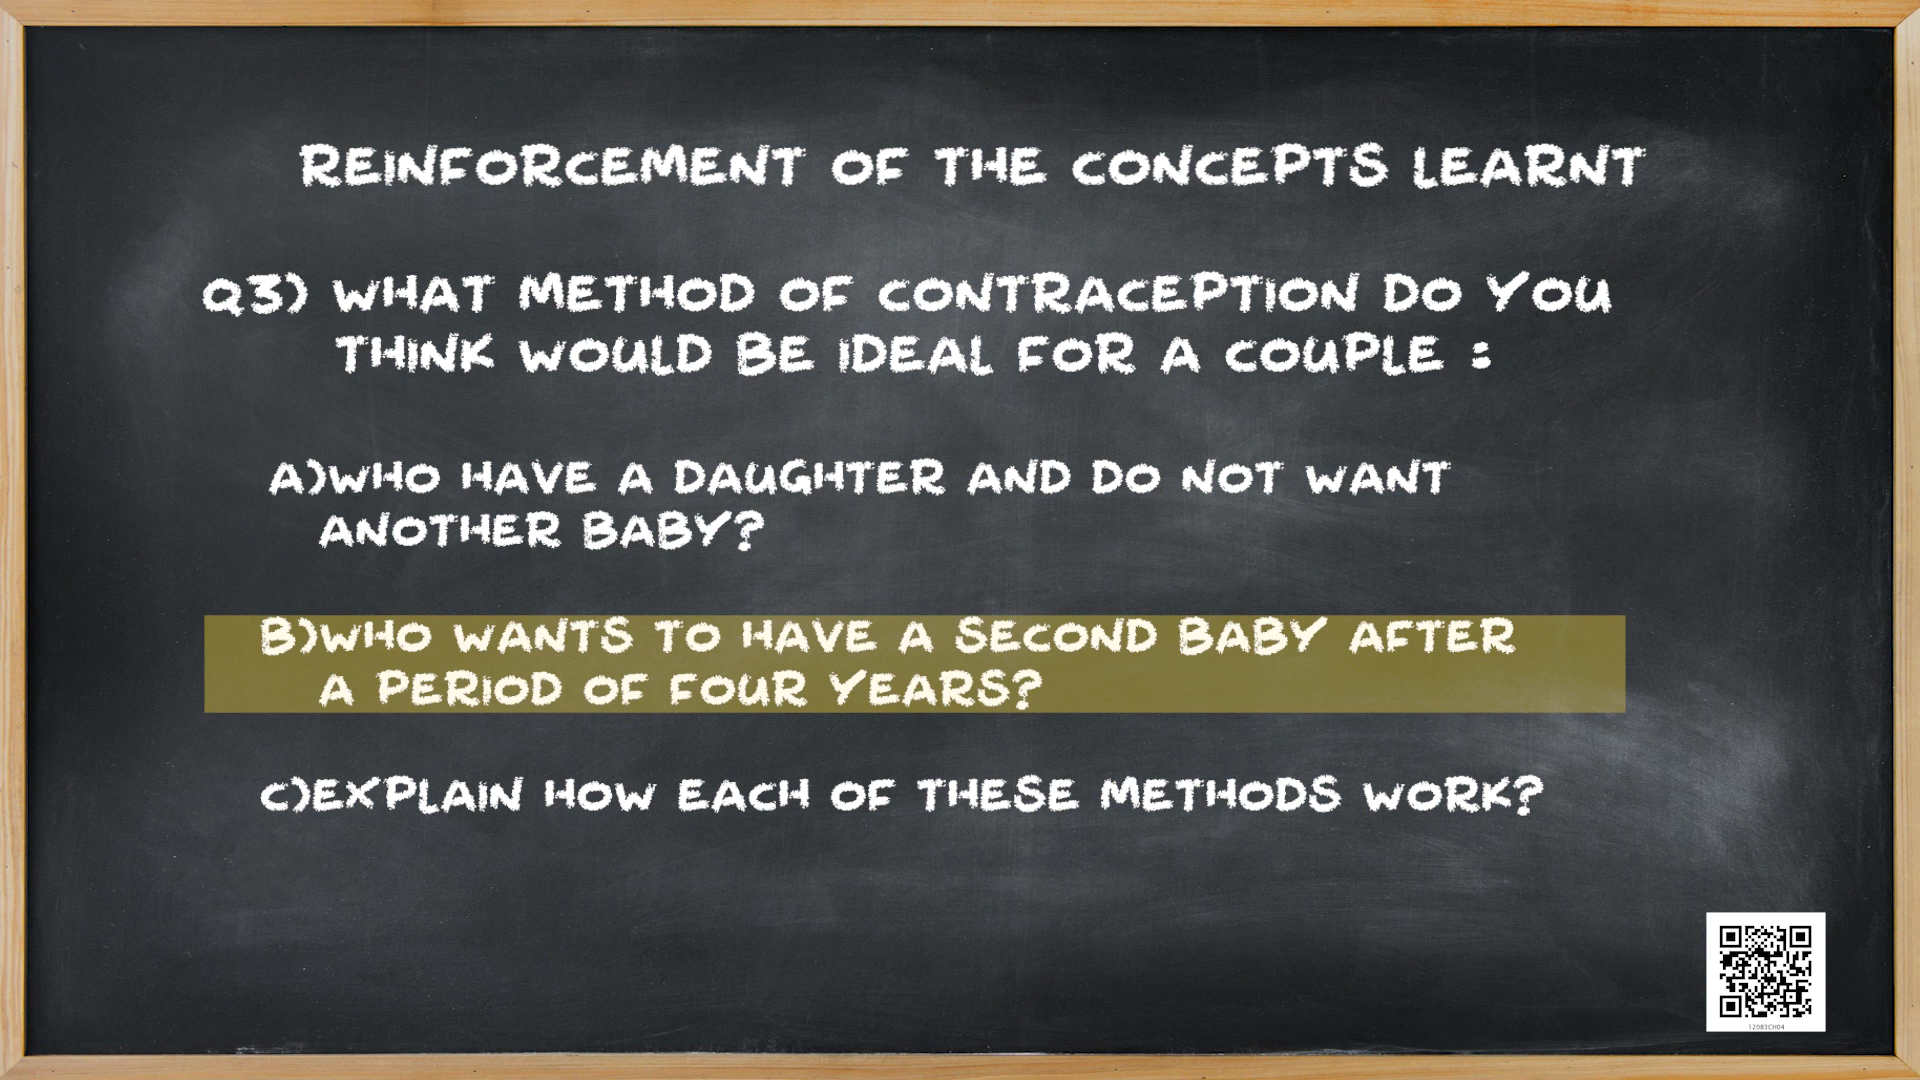 REINFORCEMENT OF THE CONCEPTS LEARNT
Q3) WHAT METHOD OF CONTRACEPTION DO YOU
THINK WOULD BE IDEAL FOR A COUPLE :
A)WHO HAVE A DAUGHTER AND DO NOT WANT
ANOTHER BABY?
B)WHO WANTS TO HAVE A SECOND BABY AFTER
A PERIOD OF FOUR YEARS?
C)EXPLAIN HOW EACH OF THESE METHODS WORK?
12083CH04